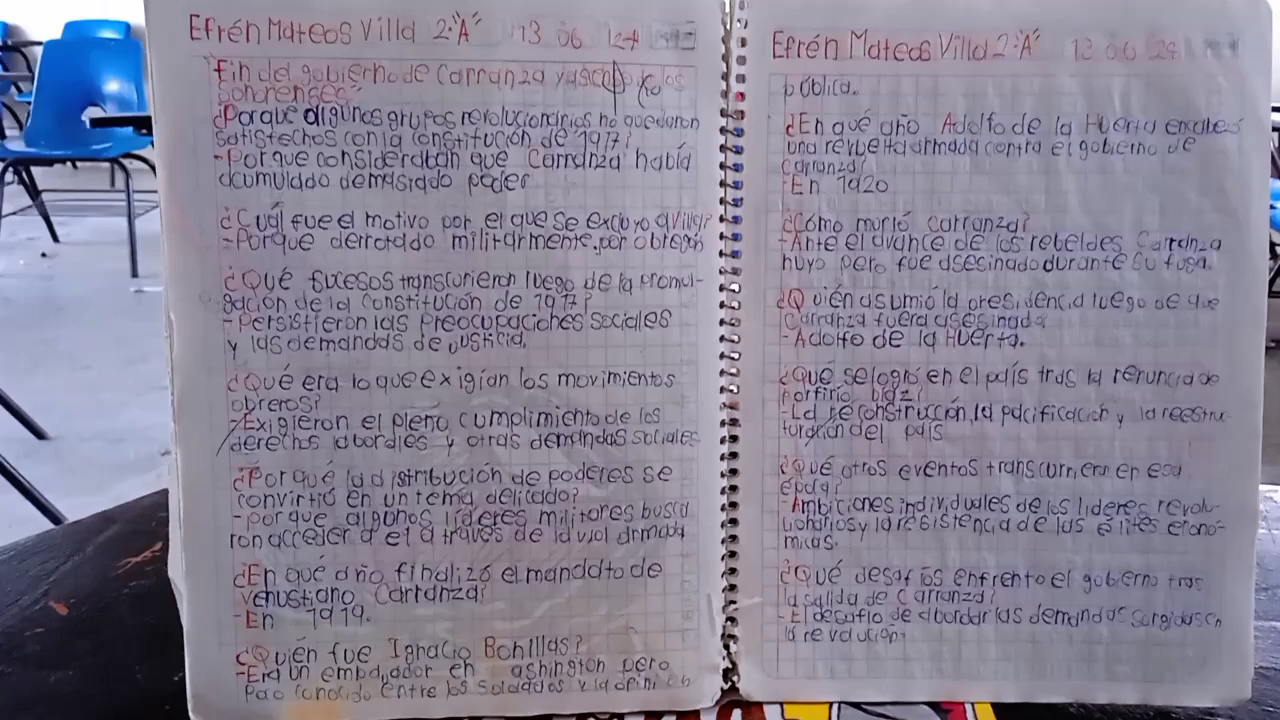 Efrén Mateos Villa 2."A" 13 06 24
Fin del gobierno de Carranza y ascenso de los
sonorenses"
¿Porque algunos grupos revolucionarios no quedaron
satisfechos con la constitución de 1917?
-Porque consideraban que Carranza había
acumulado demasiado poder
¿Cuál fue el motivo por el que se excluyo a Villa?
-Porque derrotado militarmente, por obregón
¿Qué sucesos transcurieron luego de la promul-
gación de la constitución de 1917?
-Persistieron las preocupaciones sociales
y las demandas de justicia.
¿Qué era lo que exigían los movimientos
obreros?
-Exigieron el pleno cumplimiento de los
derechos laborales y otras demandas sociales
¿Por qué la distribución de poderes se
convirtió en un tema delicado?
-porque algunos líderes militares busca
ron acceder a el a través de la vía armada
¿En qué año finalizó el mandato de
Venustiano Carranza?
-En 1919.
¿Quién fue Ignacio Bonillas?
-Era un embajador en ashington pero
poco conocido entre los soldados y la opinión
Efrén Mateos Villa 2."A" 13 06 24
pública.
¿En qué año Adolfo de la Huerta encabezó
una revuelta armada contra el gobierno de
Carranza?
-En 1920
¿Cómo murió Carranza?
-Ante el avance de los rebeldes Carranza
huyo pero fue asesinado durante su fuga.
¿Quién asumió la presidencia luego de que
Carranza fuera asesinado
-Adolfo de la Huerta.
¿Qué se logró en el país tras la renuncia de
Porfirio Díaz?
-La reconstrucción, la pacificación y la reestru-
turación del país
¿Qué otros eventos transcurrieron en esa
época?
-Ambiciones individuales de los lideres revolu-
cionarios y la resistencia de las élites econó-
micas.
¿Qué desafíos enfrento el gobierno tras
la salida de Carranza?
-El desafío de abordar las demandas surgidas en
la revolución.